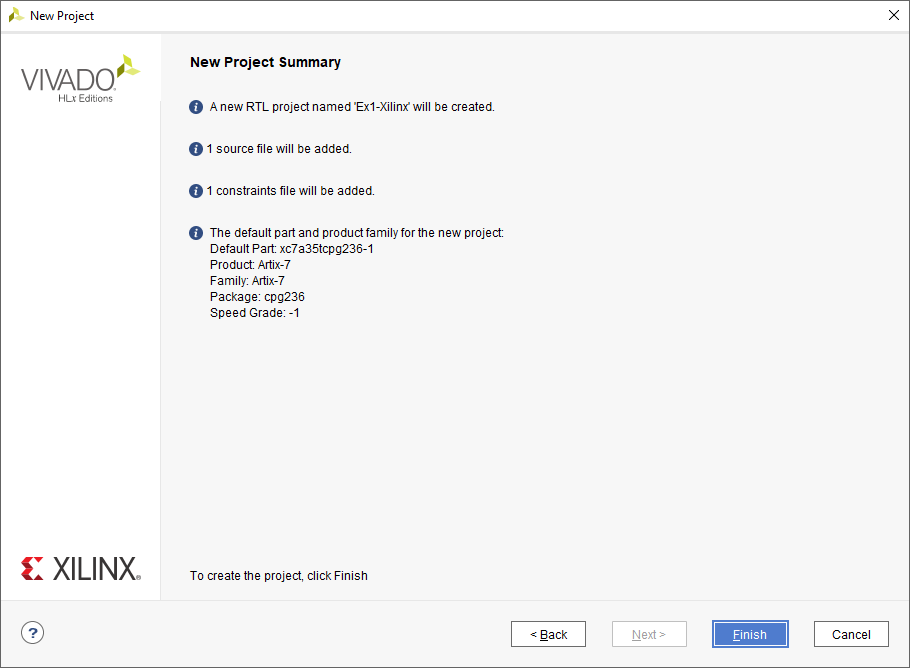 New Project
VIVADO
HLx Editions
New Project Summary
A new RTL project named 'Ex1-Xilinx' will be created.
1 source file will be added.
1 constraints file will be added.
The default part and product family for the new project:
Default Part: xc7a35tcpg236-1
Product: Artix-7
Family: Artix-7
Package: cpg236
Speed Grade: -1
XILINX®
To create the project, click Finish
?
< Back
Next >
Finish
Cancel